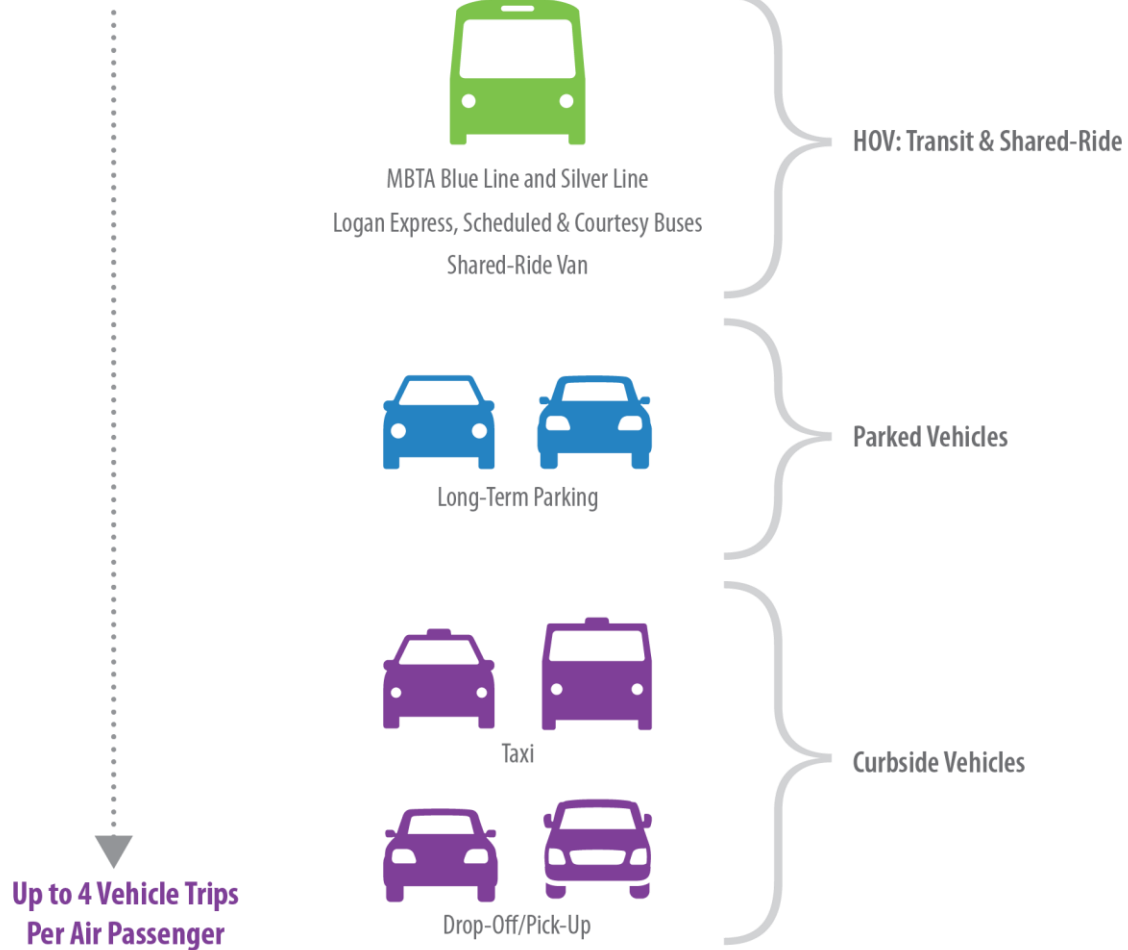 HOV: Transit & Shared-Ride
MBTA Blue Line and Silver Line
Logan Express, Scheduled & Courtesy Buses
Shared-Ride Van
Parked Vehicles
Long-Term Parking
Taxi
Curbside Vehicles
Drop-Off/Pick-Up
Up to 4 Vehicle Trips
Per Air Passenger